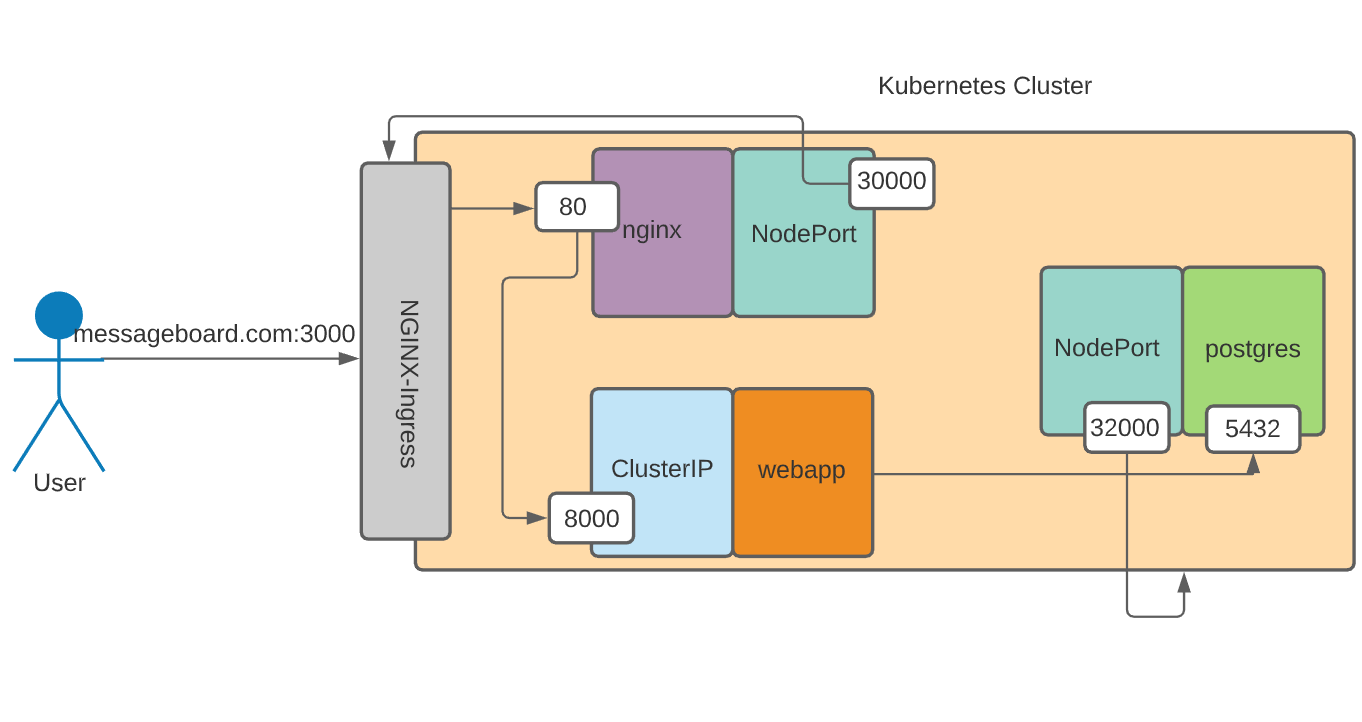 Kubernetes Cluster
30000
80
nginx
NodePort
messageboard.com:3000
NGINX-Ingress
NodePort
postgres
32000
5432
ClusterIP
webapp
User
8000